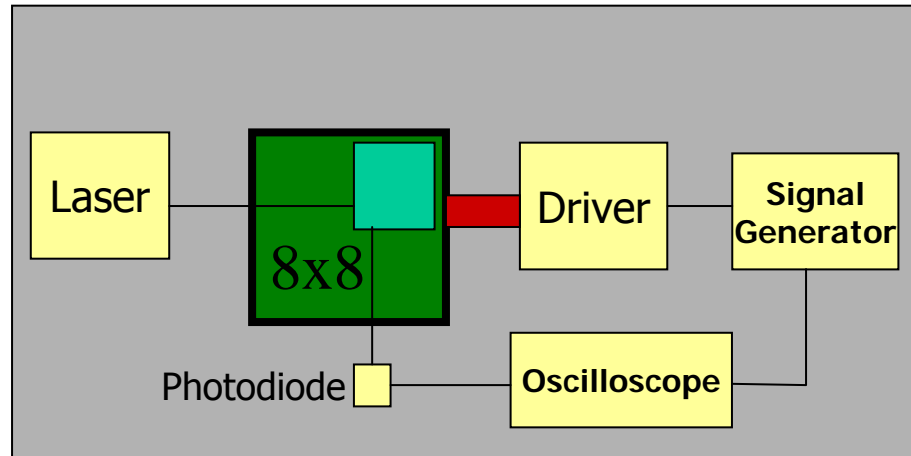 Laser
8x8
Driver
Signal
Generator
Photodiode
Oscilloscope